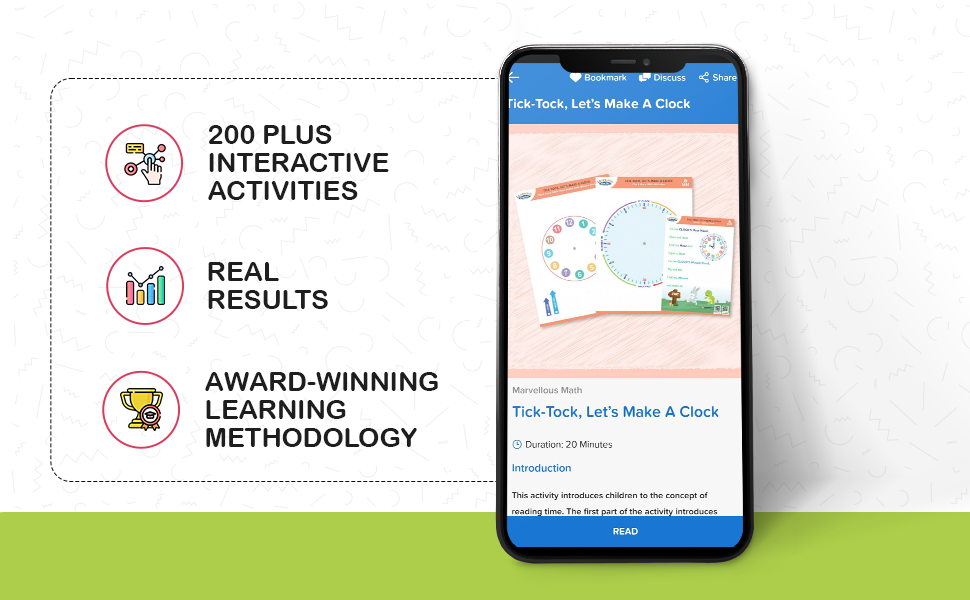 200 PLUS
INTERACTIVE
ACTIVITIES
REAL
RESULTS
AWARD-WINNING
LEARNING
METHODOLOGY
Bookmark Discuss Share
Tick-Tock, Let's Make A Clock
Marvellous Math
Tick-Tock, Let's Make A Clock
Duration: 20 Minutes
Introduction
This activity introduces children to the concept of
reading time. The first part of the activity introduces
READ